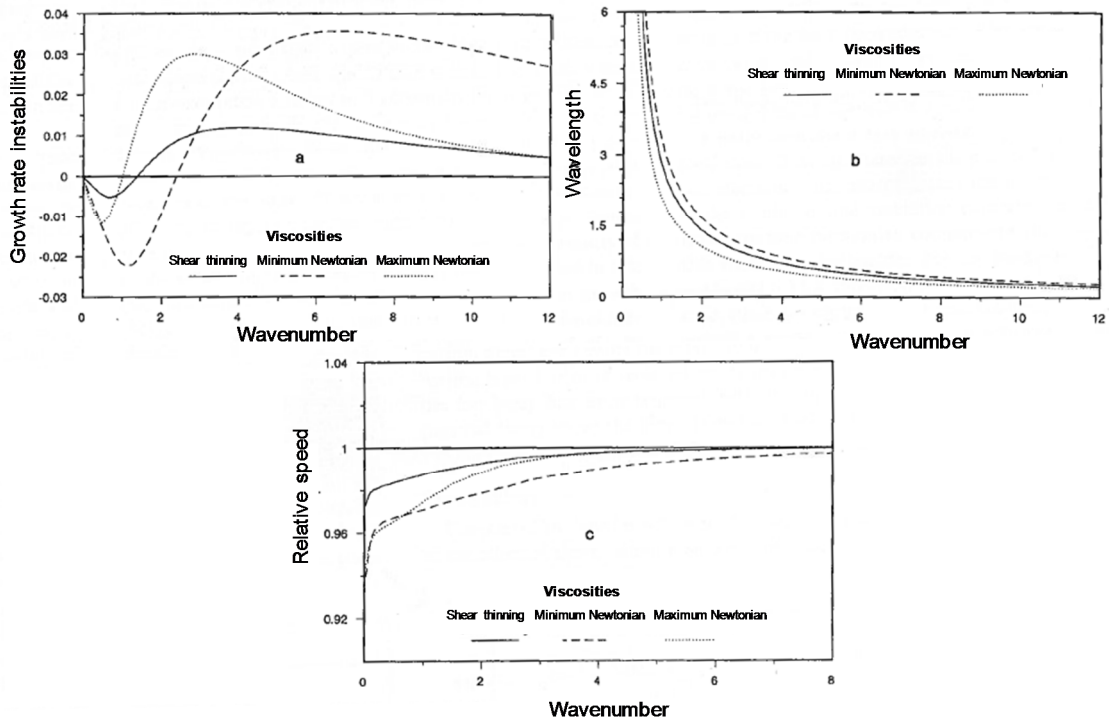 Growth rate instabilities
0.04
0.03
0.02
0.010
0
-0.01
-0.02
-0.03
a
Viscosities
Shear thinning Minimum Newtonian Maximum Newtonian
0 2 4 6 8 10 12
Wavenumber
Wavelength
6
4.5
3
1.5
0
Viscosities
Shear thinning Minimum Newtonian Maximum Newtonian
b
0 2 4 6 8 10 12
Wavenumber
Relative speed
1.04
1
0.96
0.92
c
Viscosities
Shear thinning Minimum Newtonian Maximum Newtonian
0 2 4 6 8
Wavenumber